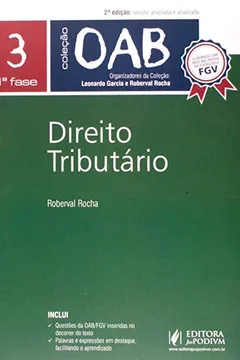 2ª edição: revista, ampliada e atualizada
3
1ª fase
coleção
OAB
Organizadores da Coleção:
Leonardo Garcia e Roberval Rocha
FGV
Direito
Tributário
Roberval Rocha
INCLUI
Questões da OAB/FGV inseridas no
decorrer do texto
Palavras e expressões em destaque,
facilitando o aprendizado
EDITORA
JusPODIVM
www.editorajuspodivm.com.br